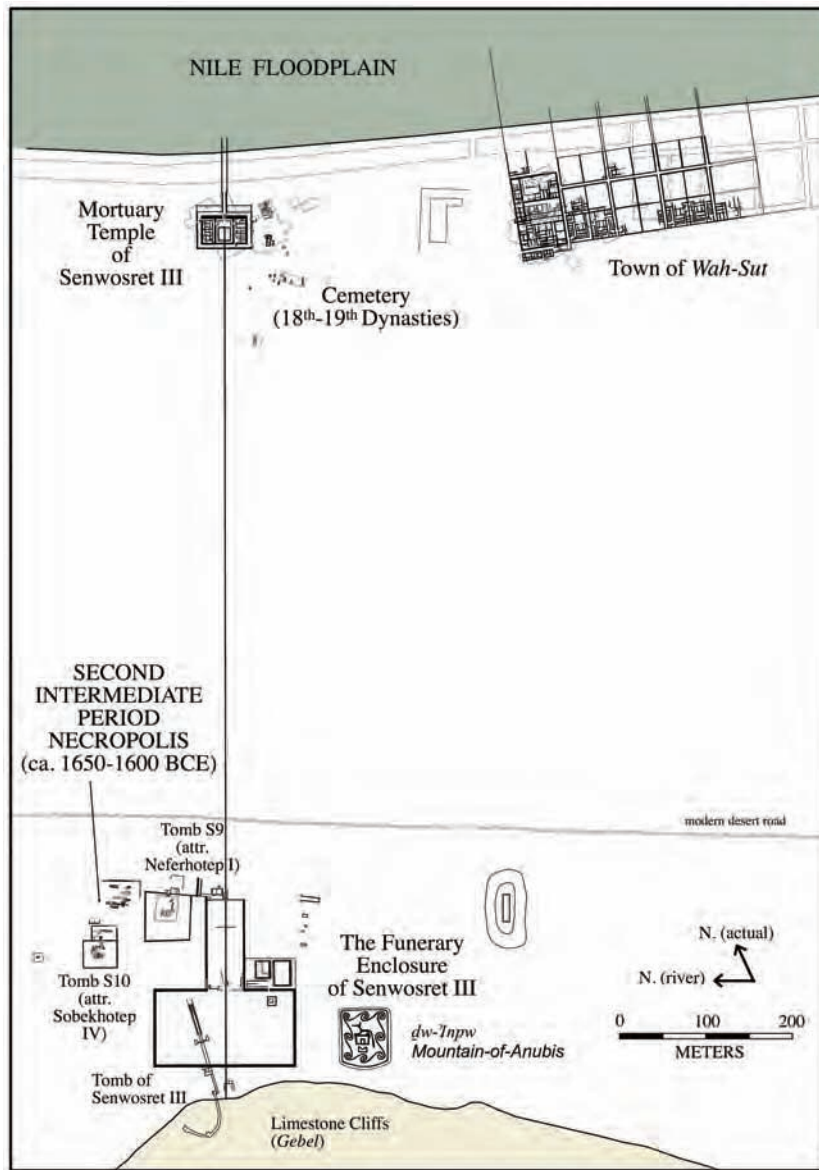 NILE FLOODPLAIN
Mortuary
Temple
of
Senwosret III
Town of Wah-Sut
Cemetery
(18th-19th Dynasties)
SECOND
INTERMEDIATE
PERIOD
NECROPOLIS
(ca. 1650-1600 BCE)
modern desert road
Tomb S9
(attr.
Neferhotep I)
The Funerary
Enclosure
of Senwosret III
N. (actual)
N. (river)
Tomb S10
(attr.
Sobekhotep
IV)
ḏw-Ỉnpw
Mountain-of-Anubis
0 100 200
METERS
Tomb of
Senwosret III
Limestone Cliffs
(Gebel)